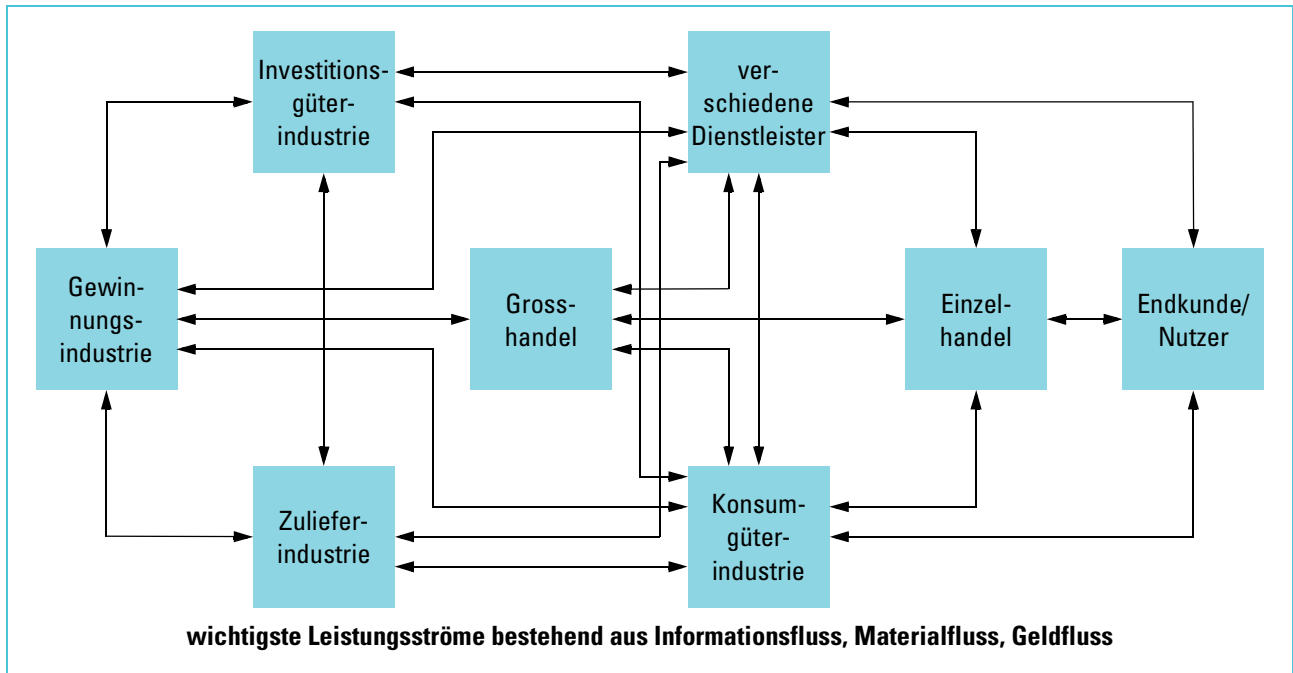 Investitions-
güter-
industrie
ver-
schiedene
Dienstleister
Gewin-
nungs-
industrie
Gross-
handel
Einzel-
handel
Endkunde/
Nutzer
Zuliefer-
industrie
Konsum-
güter-
industrie
wichtigste Leistungsströme bestehend aus Informationsfluss, Materialfluss, Geldfluss